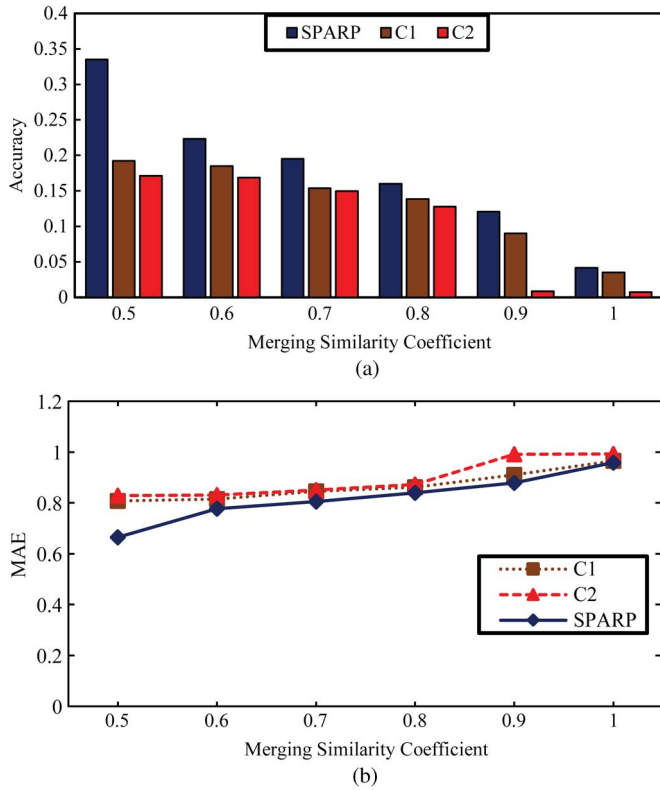 0.4
SPARP C1 C2
0.35
0.3
0.25
0.2
0.15
0.1
0.05
0
Accuracy
0.5 0.6 0.7 0.8 0.9 1
Merging Similarity Coefficient
(a)
1.2
1
0.8
0.6
0.4
0.2
0
MAE
C1
C2
SPARP
0.5 0.6 0.7 0.8 0.9 1
Merging Similarity Coefficient
(b)